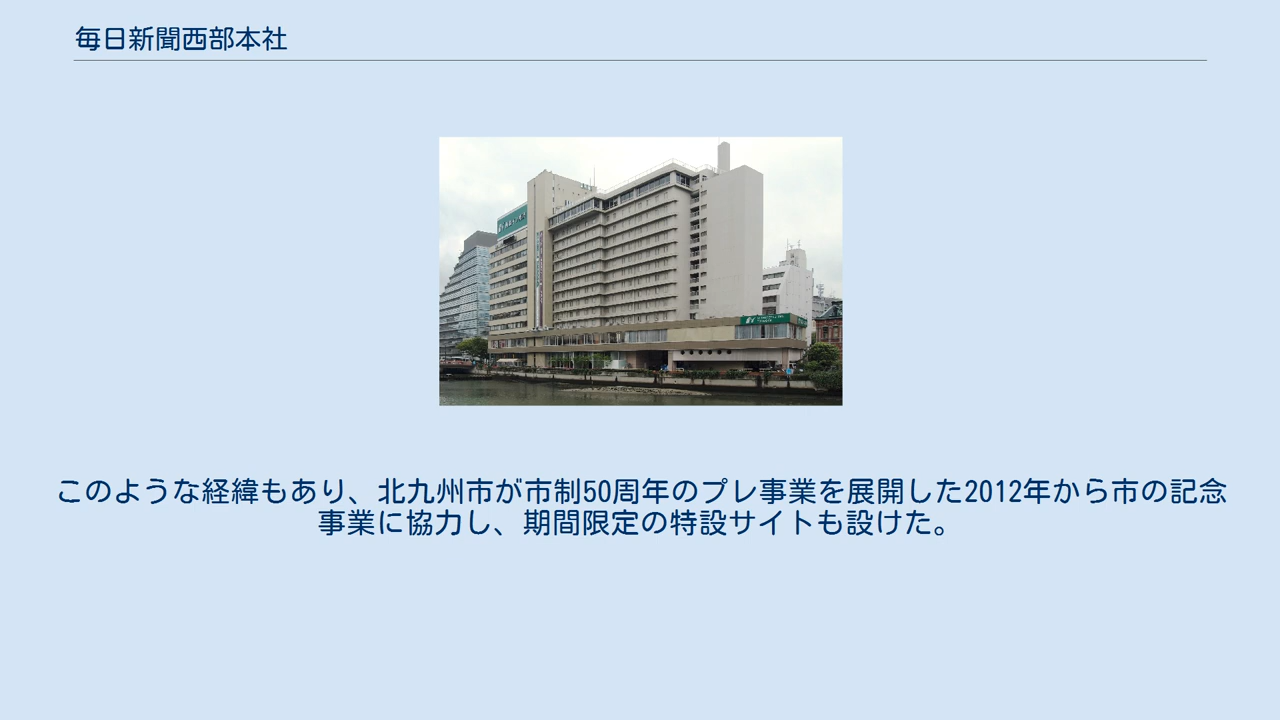 毎日新聞西部本社
このような経緯もあり、北九州市が市制50周年のプレ事業を展開した2012年から市の記念
事業に協力し、期間限定の特設サイトも設けた。